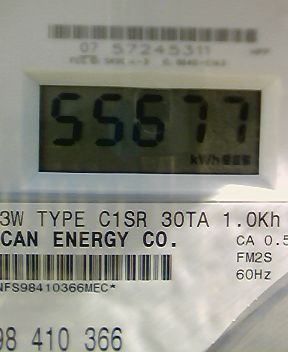 07 57245311
55677
kWh
3W TYPE C1SR 30TA 1.0Kh
CAN ENERGY CO.
CA 0.5
FM2S
60Hz
NFS98410366MEC*
98 410 366